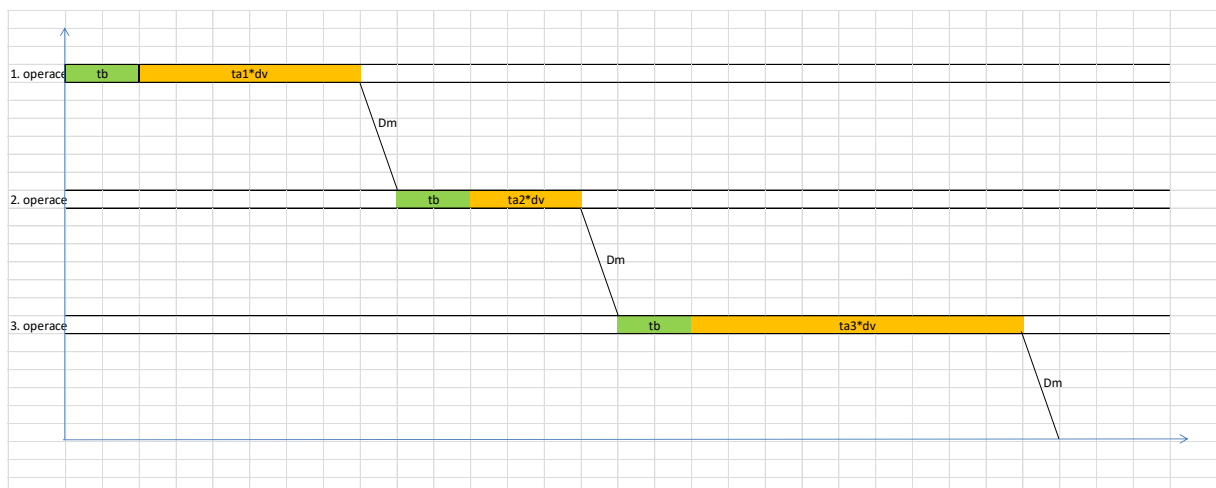 1. operace tb ta1*dv
Dm
2. operace tb ta2*dv
Dm
3. operace tb ta3*dv
Dm